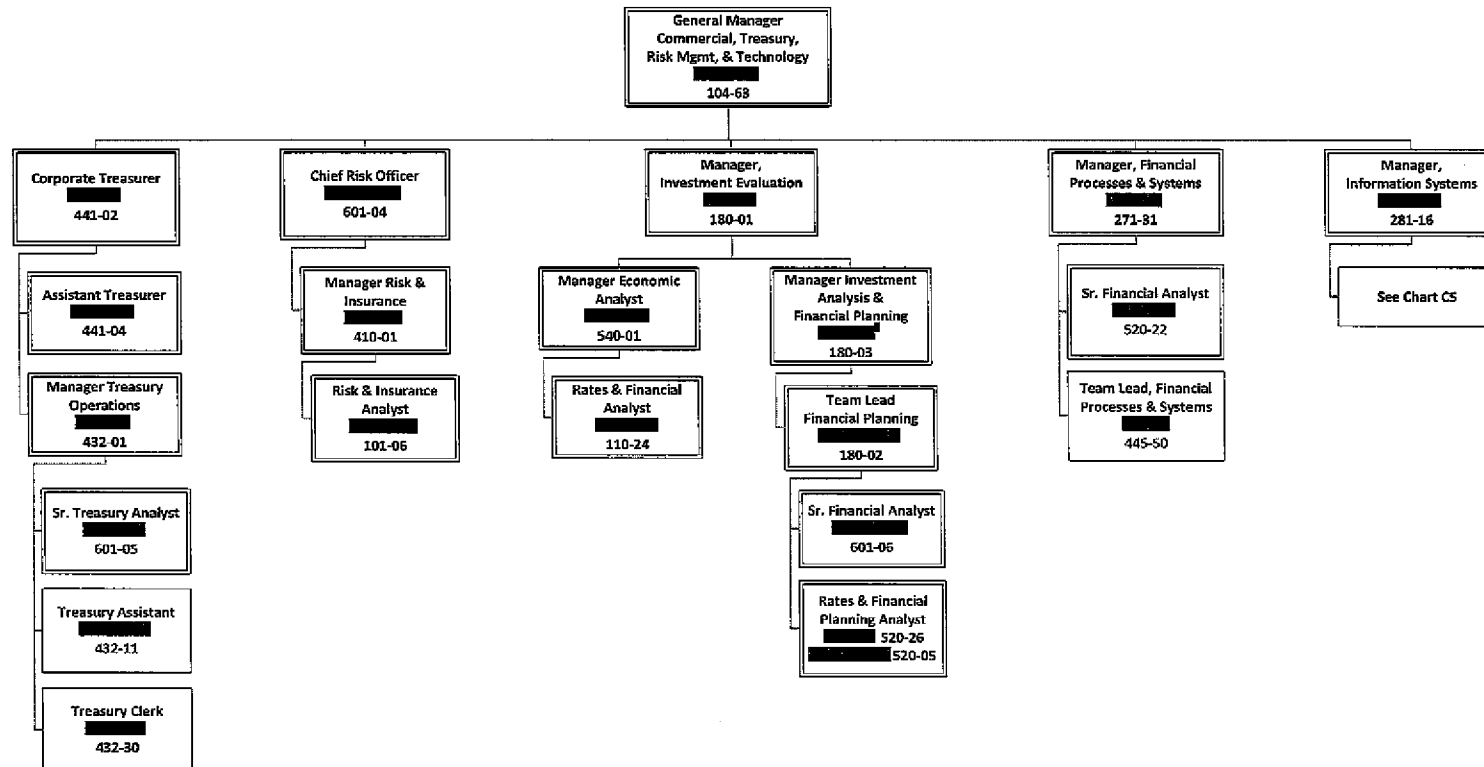 General Manager
Commercial, Treasury,
Risk Mgmt, & Technology
104-63
Corporate Treasurer
441-02
Chief Risk Officer
601-04
Manager,
Investment Evaluation
180-01
Manager, Financial
Processes & Systems
271-31
Manager,
Information Systems
281-16
Assistant Treasurer
441-04
Manager Risk &
Insurance
410-01
Manager Economic
Analyst
540-01
Manager Investment
Analysis &
Financial Planning
180-03
Sr. Financial Analyst
520-22
See Chart C5
Manager Treasury
Operations
432-01
Risk & Insurance
Analyst
101-06
Rates & Financial
Analyst
110-24
Team Lead
Financial Planning
180-02
Team Lead, Financial
Processes & Systems
445-50
Sr. Treasury Analyst
601-05
Sr. Financial Analyst
601-06
Treasury Assistant
432-11
Rates & Financial
Planning Analyst
520-26
520-05
Treasury Clerk
432-30